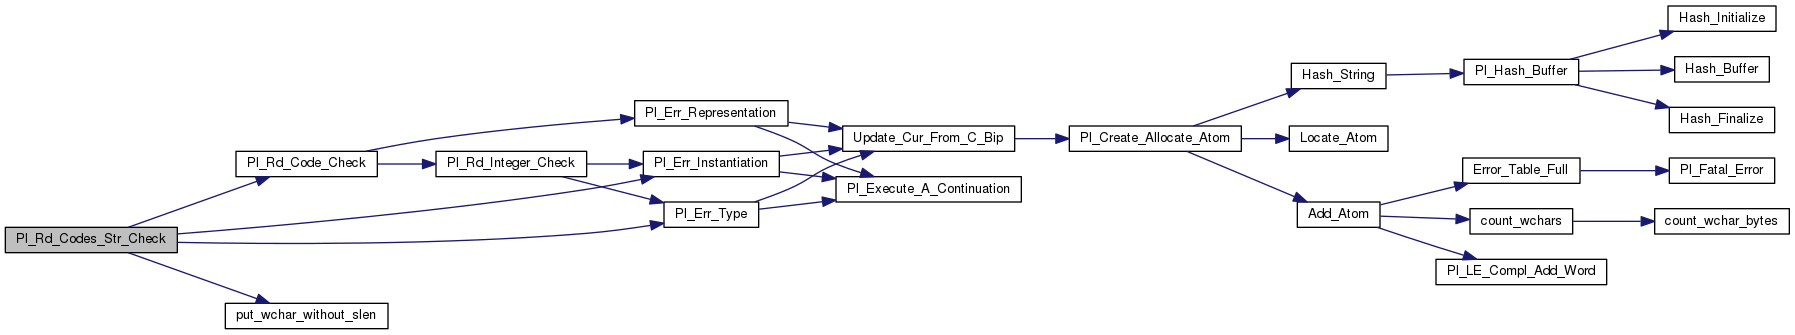 Pl_Rd_Codes_Str_Check
Pl_Rd_Code_Check
put_wchar_without_slen
Pl_Rd_Integer_Check
Pl_Err_Representation
Pl_Err_Instantiation
Pl_Err_Type
Update_Cur_From_C_Bip
Pl_Execute_A_Continuation
Pl_Create_Allocate_Atom
Hash_String
Locate_Atom
Add_Atom
Pl_Hash_Buffer
Error_Table_Full
count_wchars
Pl_LE_Compl_Add_Word
Hash_Initialize
Hash_Buffer
Hash_Finalize
Pl_Fatal_Error
count_wchar_bytes